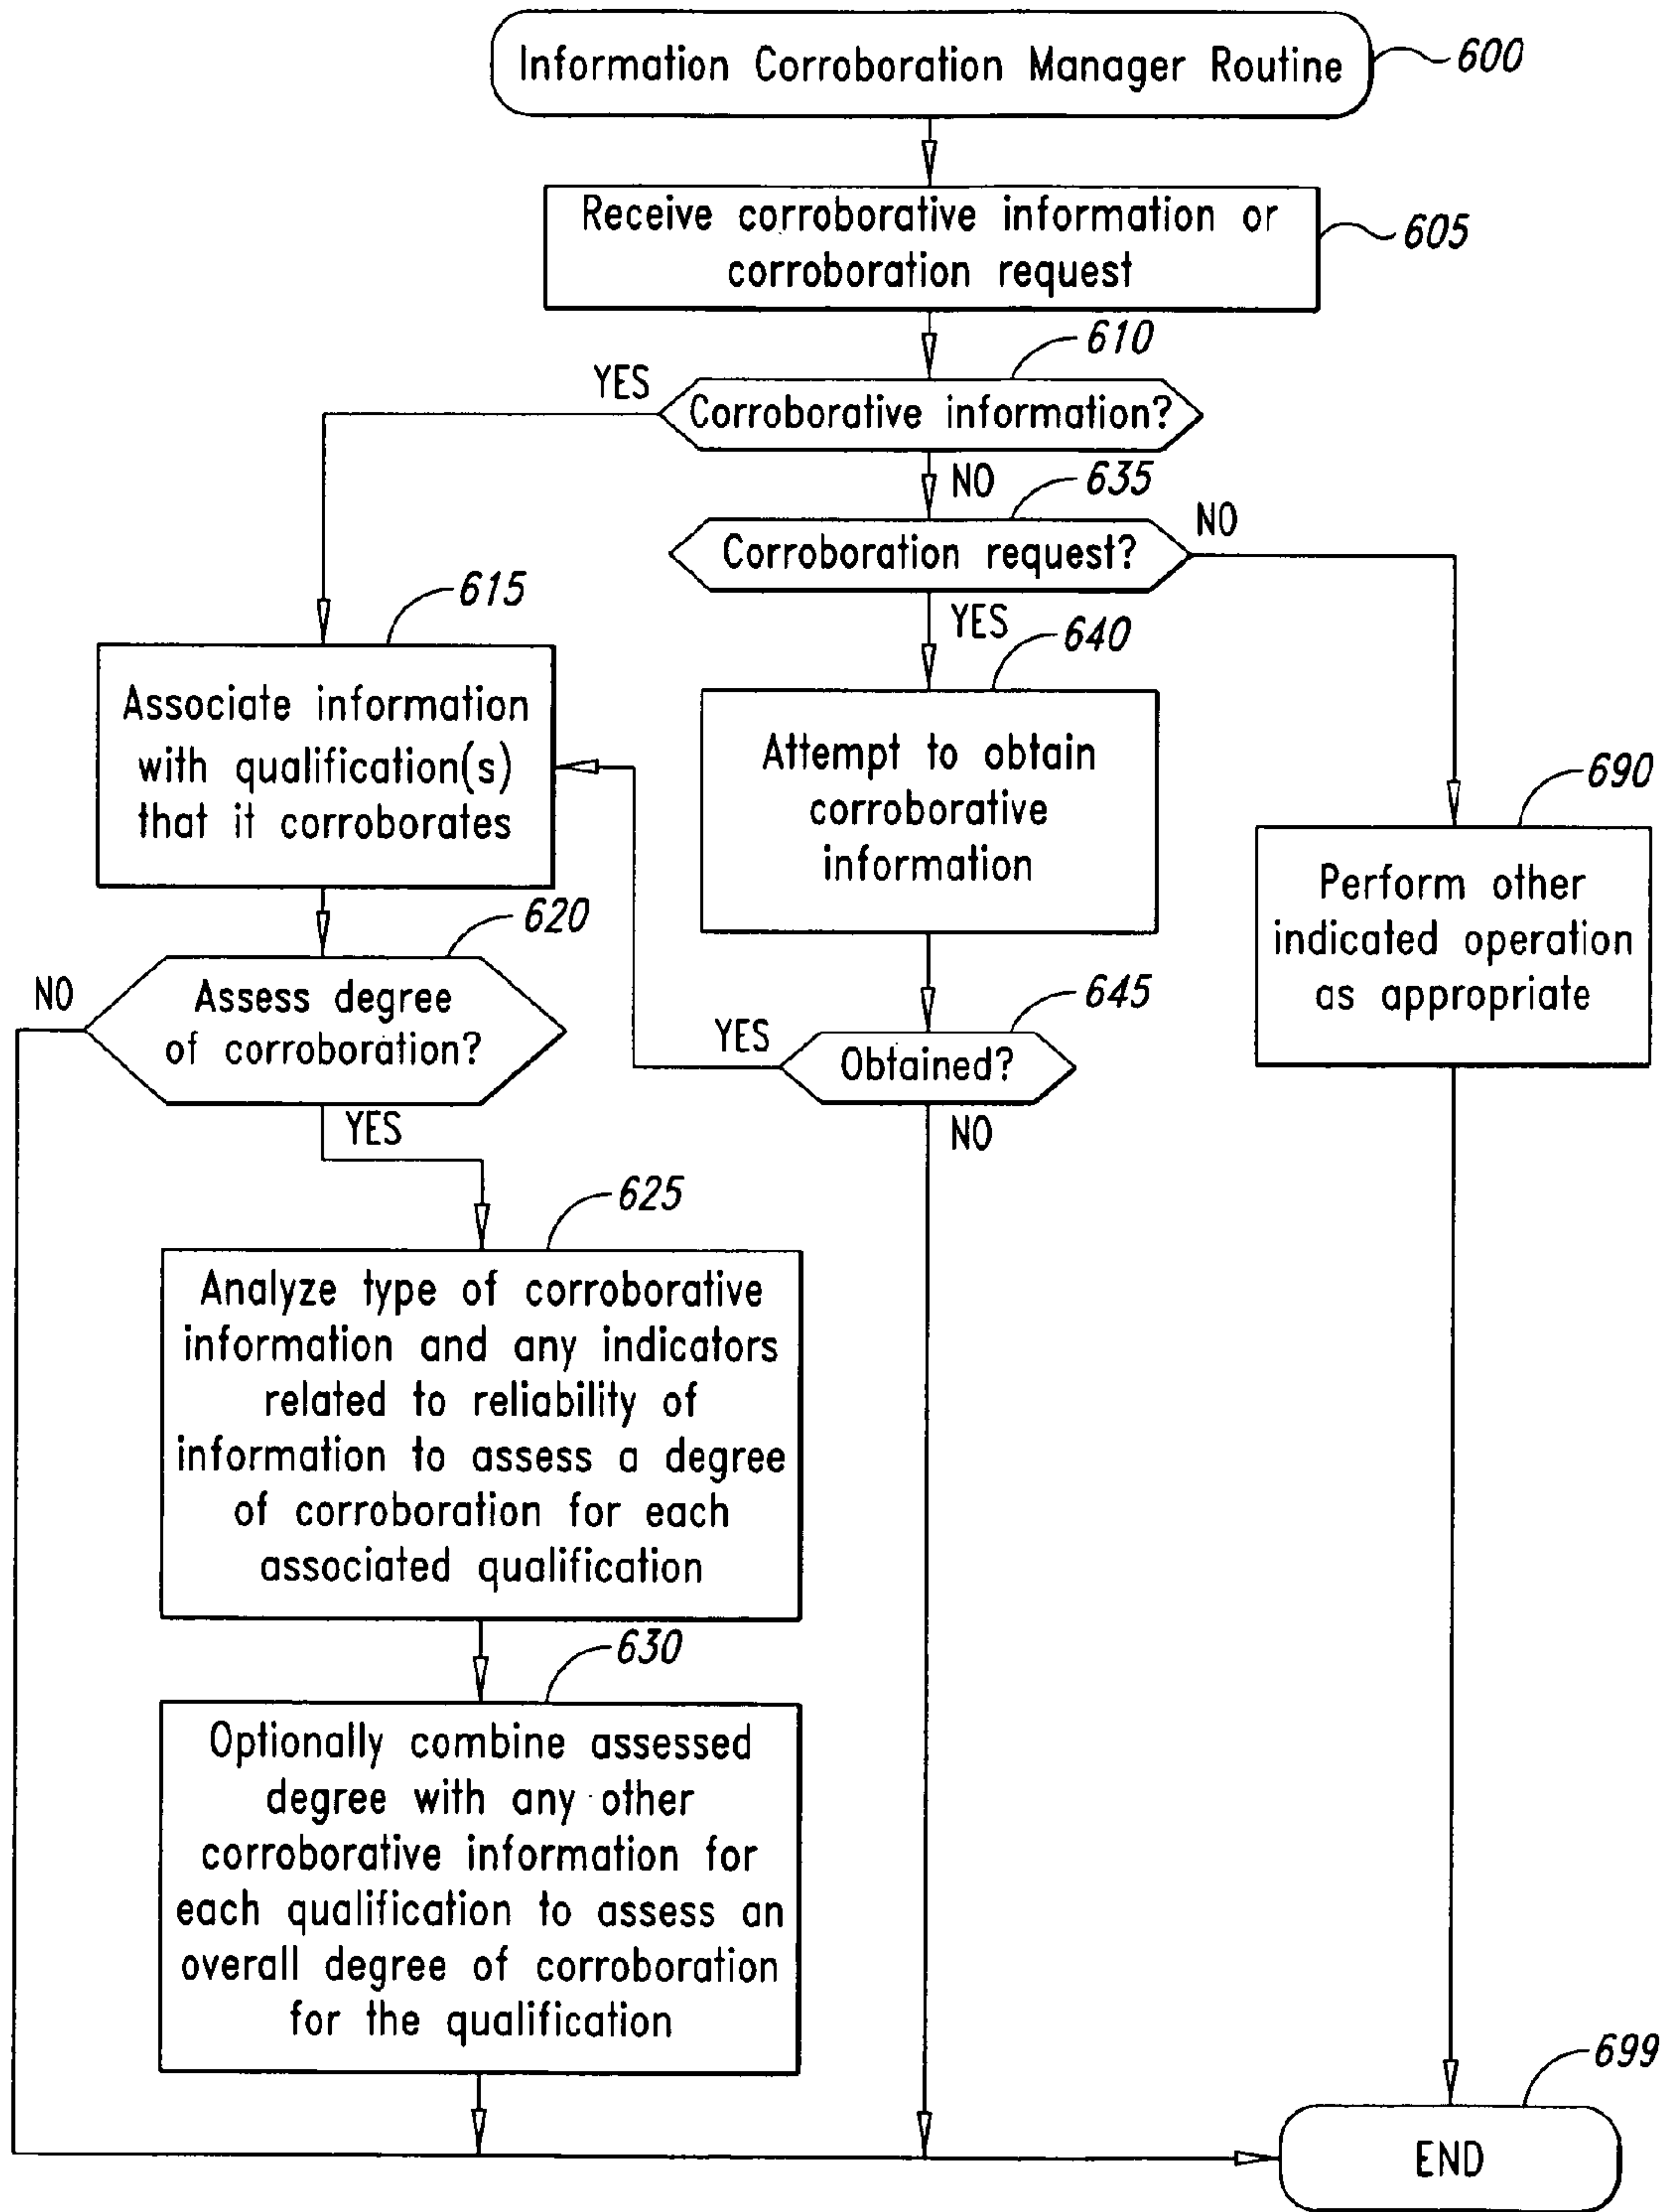 Information Corroboration Manager Routine
600
Receive corroborative information or
corroboration request
605
610
YES
Corroborative information?
NO
635
Corroboration request?
NO
615
YES
640
Associate information
with qualification(s)
that it corroborates
Attempt to obtain
corroborative
information
690
Perform other
indicated operation
as appropriate
620
NO
Assess degree
of corroboration?
645
YES
Obtained?
YES
NO
625
Analyze type of corroborative
information and any indicators
related to reliability of
information to assess a degree
of corroboration for each
associated qualification
630
Optionally combine assessed
degree with any other
corroborative information for
each qualification to assess an
overall degree of corroboration
for the qualification
699
END